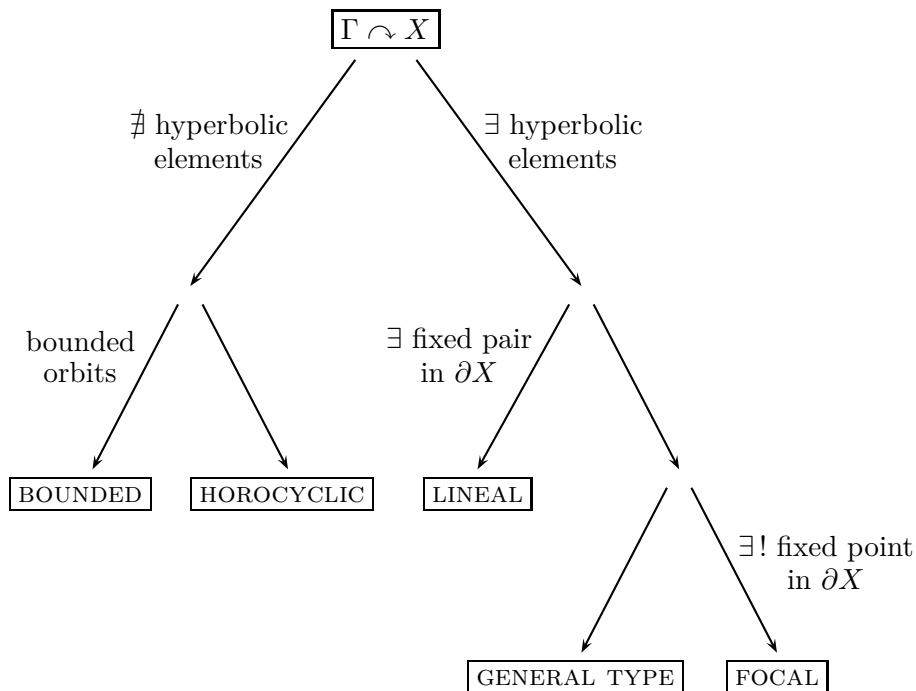 Γ ↷ X
∄ hyperbolic
elements
∃ hyperbolic
elements
bounded
orbits
∃ fixed pair
in ∂X
BOUNDED
HOROCYCLIC
LINEAL
∃! fixed point
in ∂X
GENERAL TYPE
FOCAL